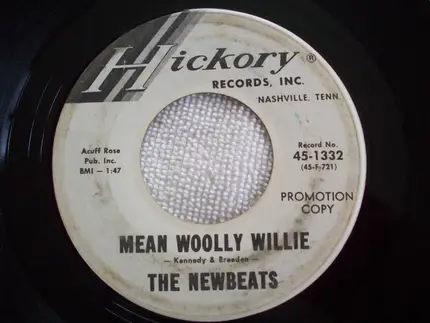 Hickory®
RECORDS, INC.
NASHVILLE, TENN.
Acuff Rose
Pub. Inc.
BMI - 1:47
Record No.
45-1332
(45-F-721)
PROMOTION
COPY
MEAN WOOLLY WILLIE
- Kennedy & Breedon -
THE NEWBEATS